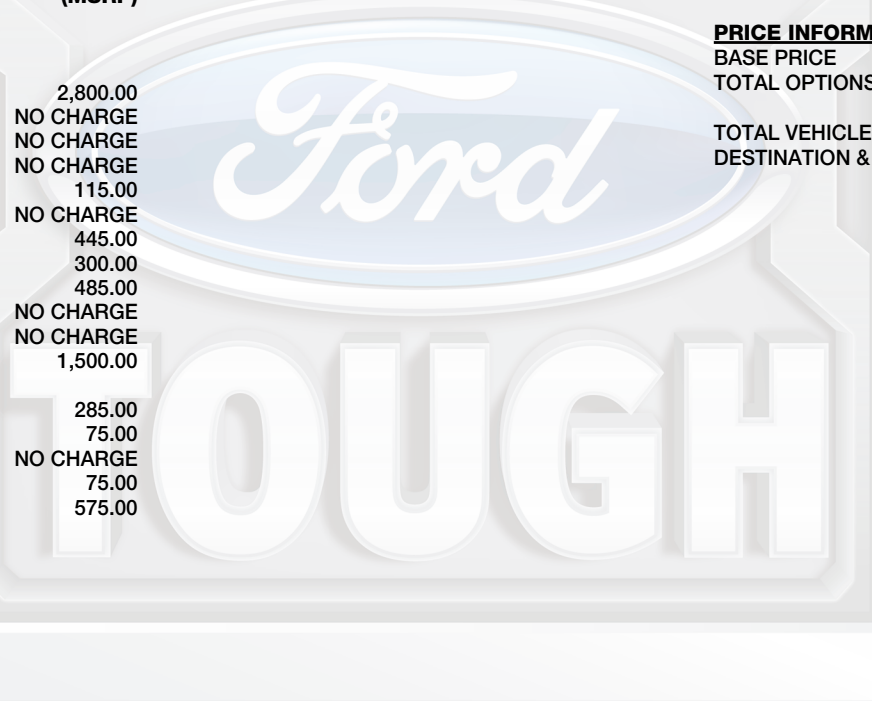 (MSRP)
2,800.00
NO CHARGE
NO CHARGE
NO CHARGE
115.00
NO CHARGE
445.00
300.00
485.00
NO CHARGE
NO CHARGE
1,500.00
285.00
75.00
NO CHARGE
75.00
575.00
PRICE INFORM
BASE PRICE
TOTAL OPTIONS
TOTAL VEHICLE
DESTINATION &
Ford
TOUGH